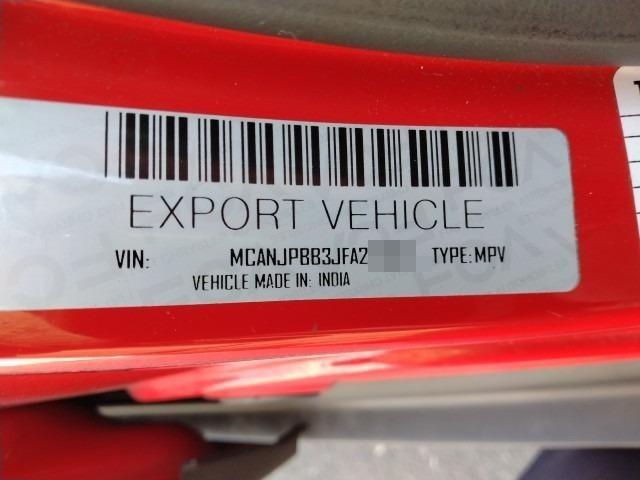 EXPORT VEHICLE
VIN: MCANJPBB3JFA2 TYPE:MPV
VEHICLE MADE IN: INDIA